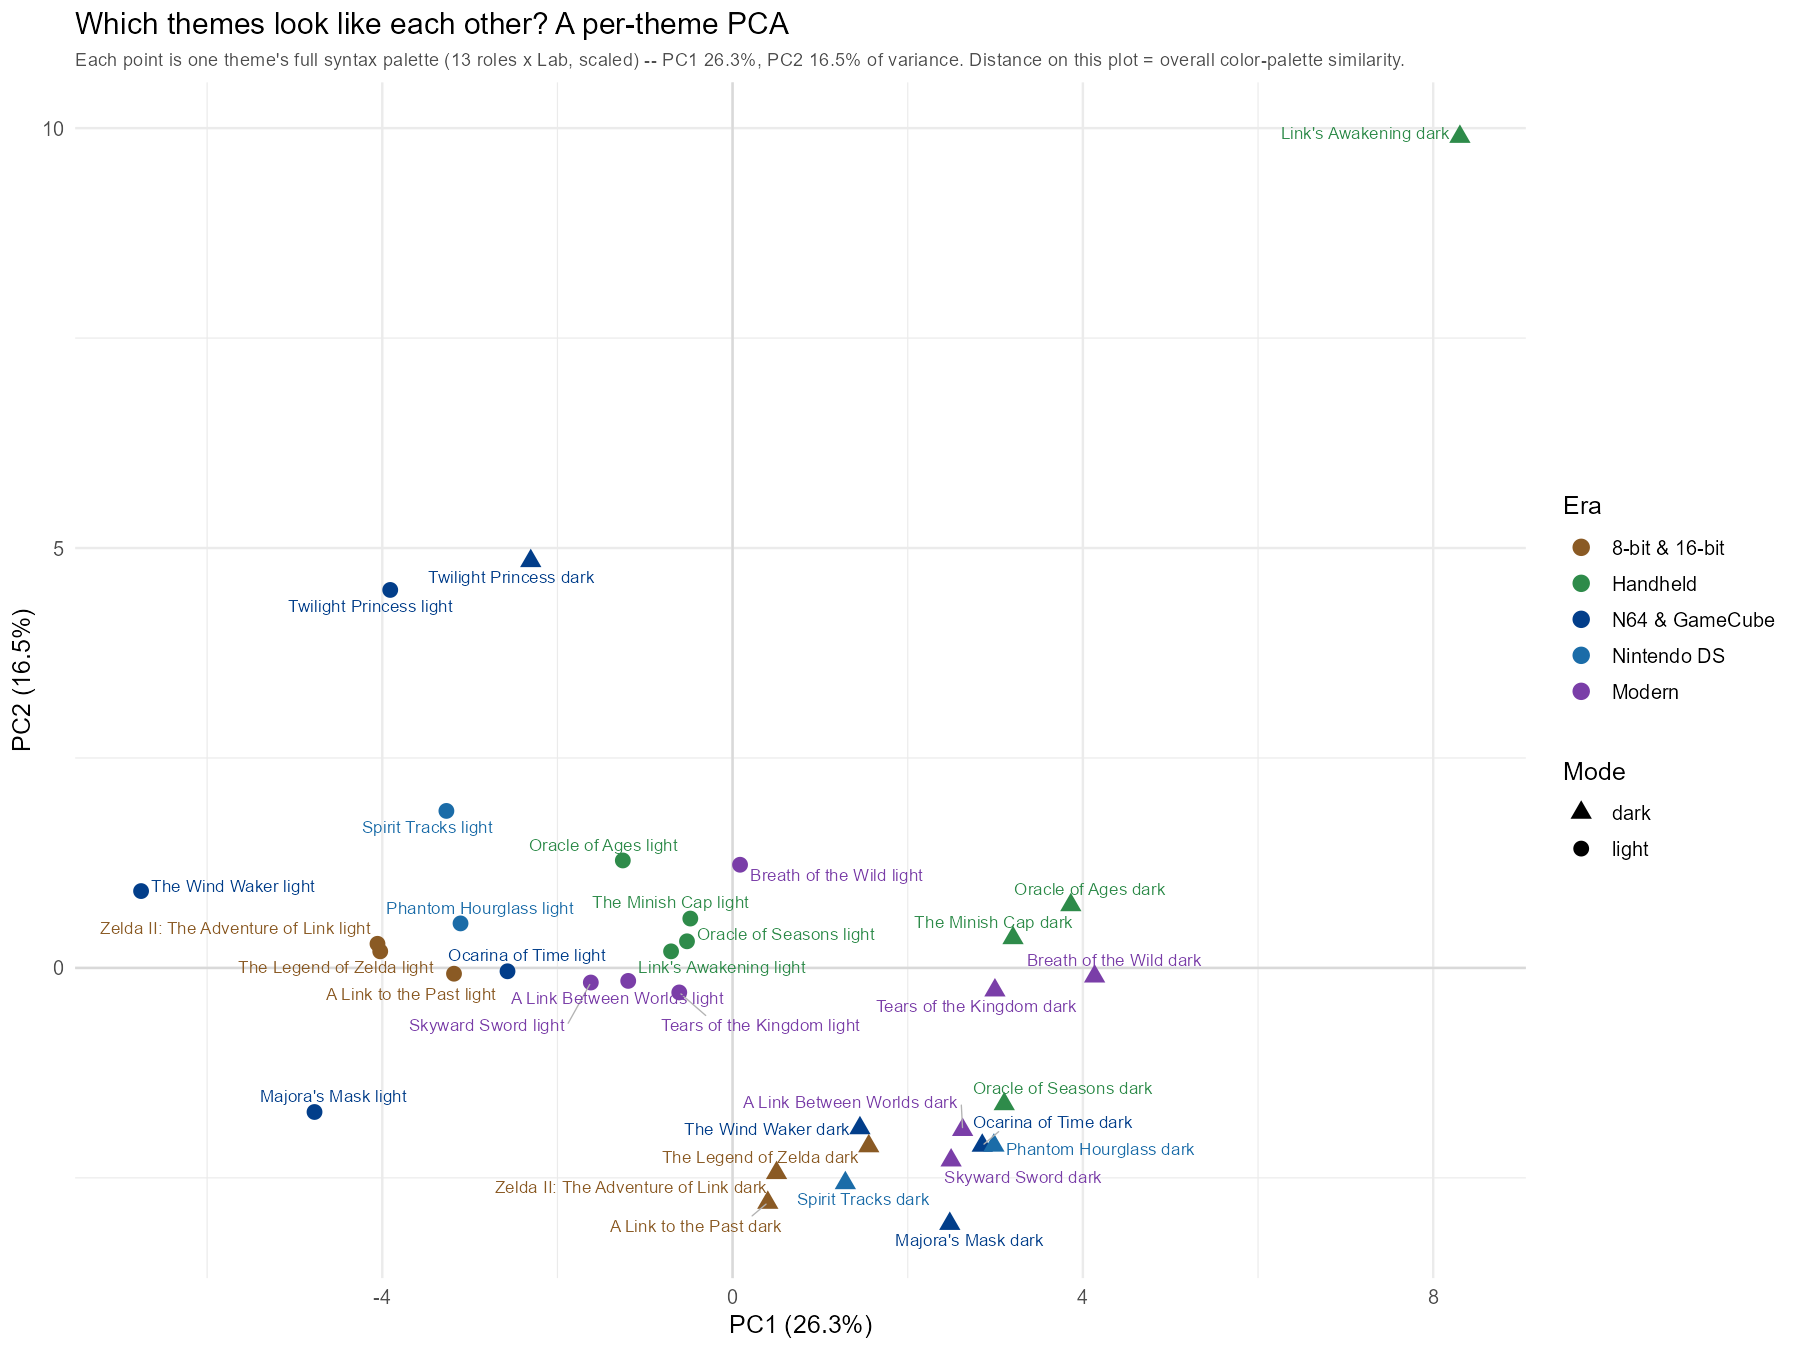 Which themes look like each other? A per-theme PCA
Each point is one theme's full syntax palette (13 roles x Lab, scaled) -- PC1 26.3%, PC2 16.5% of variance. Distance on this plot = overall color-palette similarity.
10
Link's Awakening dark
5
Twilight Princess dark
Twilight Princess light
Spirit Tracks light
Oracle of Ages light
Breath of the Wild light
The Wind Waker light
Oracle of Ages dark
The Minish Cap light
Phantom Hourglass light
The Minish Cap dark
Zelda II: The Adventure of Link light
Oracle of Seasons light
Ocarina of Time light
Breath of the Wild dark
0
The Legend of Zelda light
Link's Awakening light
A Link to the Past light
A Link Between Worlds light
Tears of the Kingdom dark
Skyward Sword light
Tears of the Kingdom light
Majora's Mask light
Oracle of Seasons dark
A Link Between Worlds dark
Ocarina of Time dark
The Wind Waker dark
Phantom Hourglass dark
The Legend of Zelda dark
Skyward Sword dark
Zelda II: The Adventure of Link dark
Spirit Tracks dark
A Link to the Past dark
Majora's Mask dark
-4
0
4
8
PC1 (26.3%)
PC2 (16.5%)
Era
8-bit & 16-bit
Handheld
N64 & GameCube
Nintendo DS
Modern
Mode
dark
light